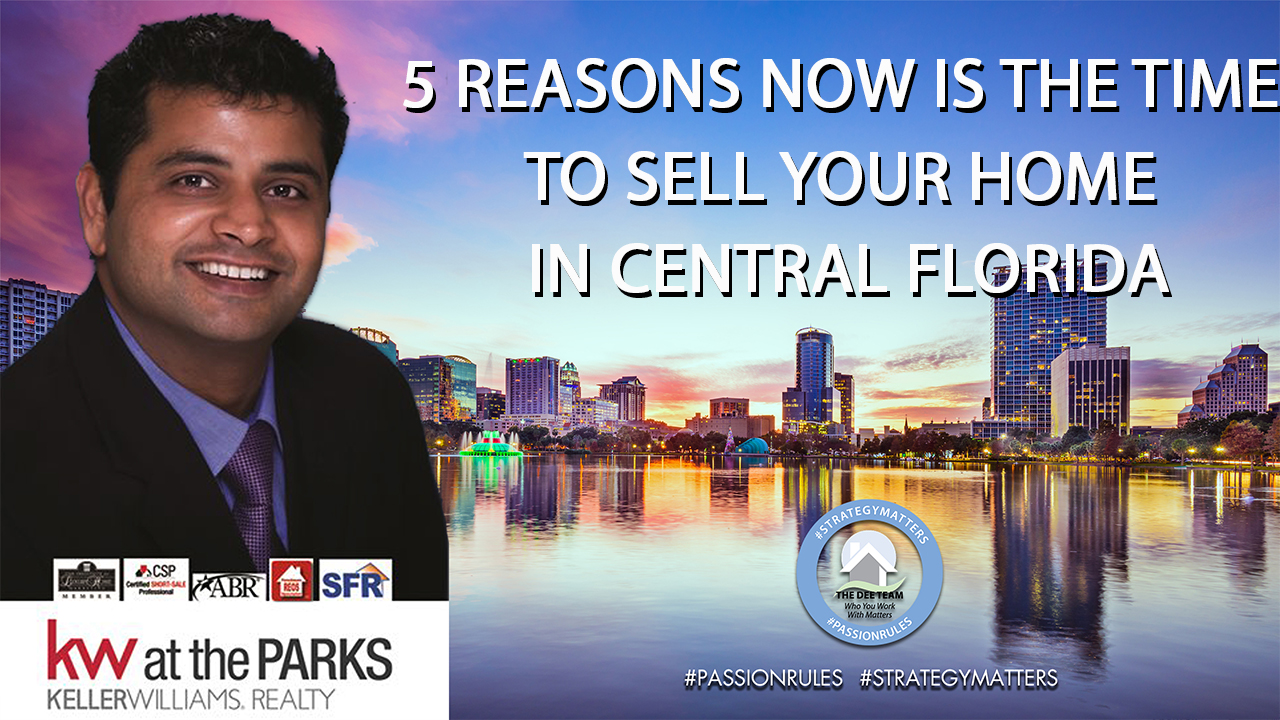 5 REASONS NOW IS THE TIME
TO SELL YOUR HOME
IN CENTRAL FLORIDA
#STRATEGYMATTERS
THE DEE TEAM
Who You Work
With Matters
#PASSIONRULES
#PASSIONRULES #STRATEGYMATTERS
MEMBER
CSP
Certified SHORT-SALE
Professional
ABR
REOS
SFR
kw at the PARKS
KELLERWILLIAMS. REALTY